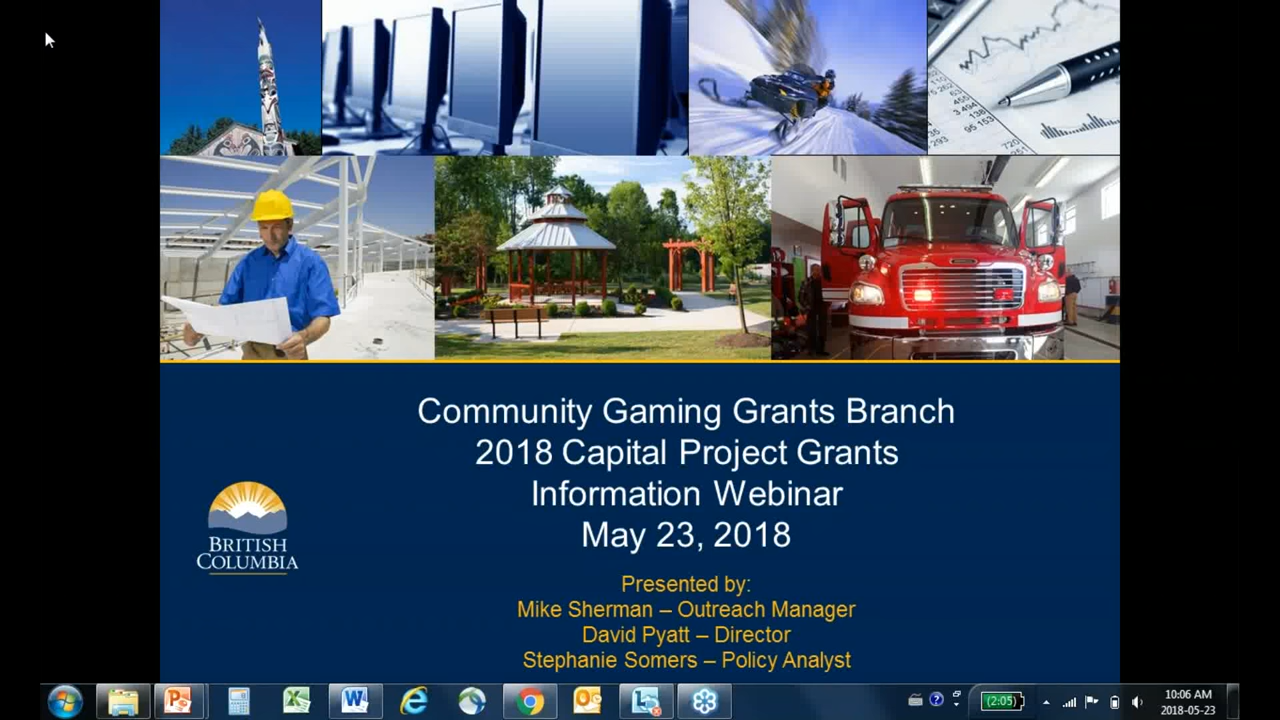 Community Gaming Grants Branch
2018 Capital Project Grants
Information Webinar
May 23, 2018
BRITISH
COLUMBIA
Presented by:
Mike Sherman – Outreach Manager
David Pyatt – Director
Stephanie Somers – Policy Analyst
(2:05)
10:06 AM
2018-05-23